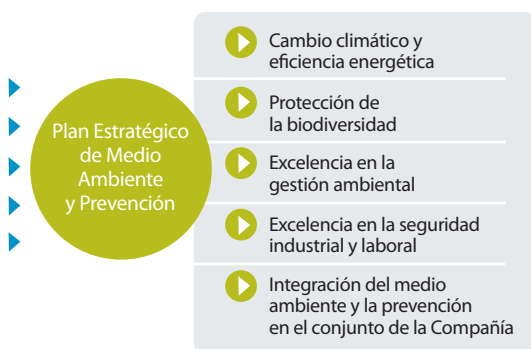 Plan Estratégico
de Medio
Ambiente
y Prevención
Cambio climático y
eficiencia energética
Protección de
la biodiversidad
Excelencia en la
gestión ambiental
Excelencia en la seguridad
industrial y laboral
Integración del medio
ambiente y la prevención
en el conjunto de la Compañía